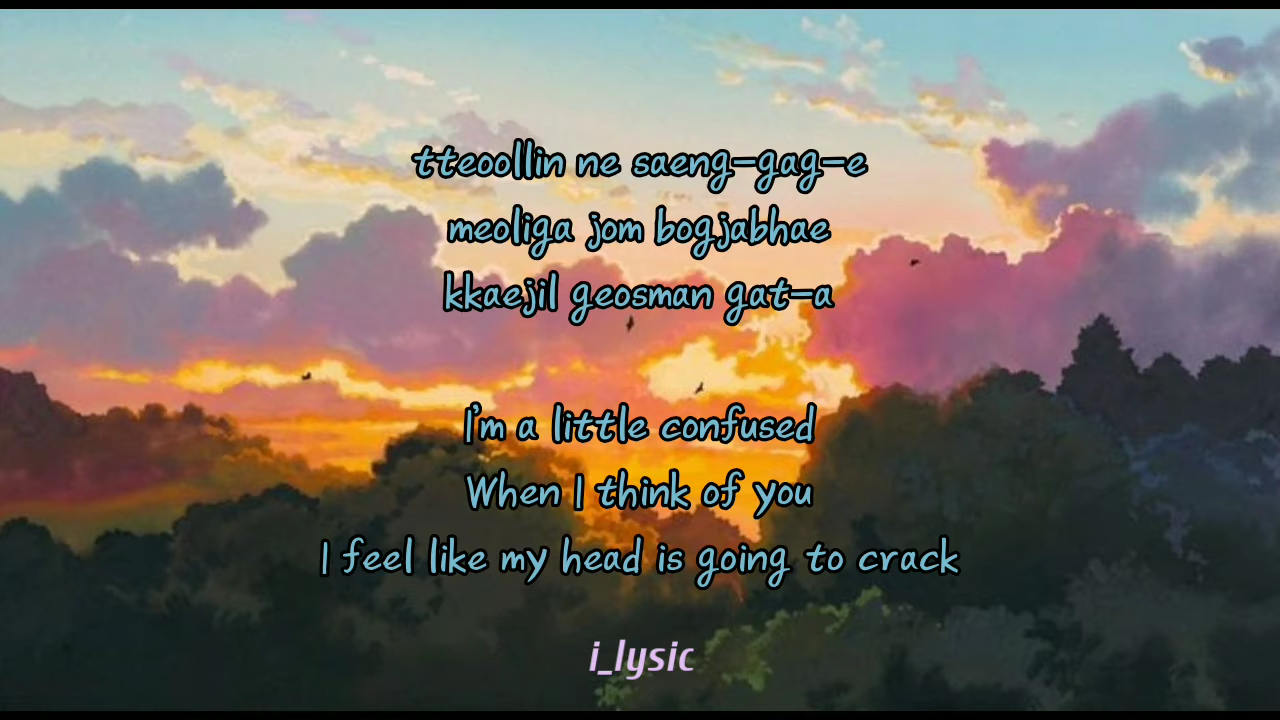 tteoollin ne saeng-gag-e
meoliga jom bogjabhae
kkaejil geosman gat-a
I'm a little confused
When I think of you
I feel like my head is going to crack
i_lysic